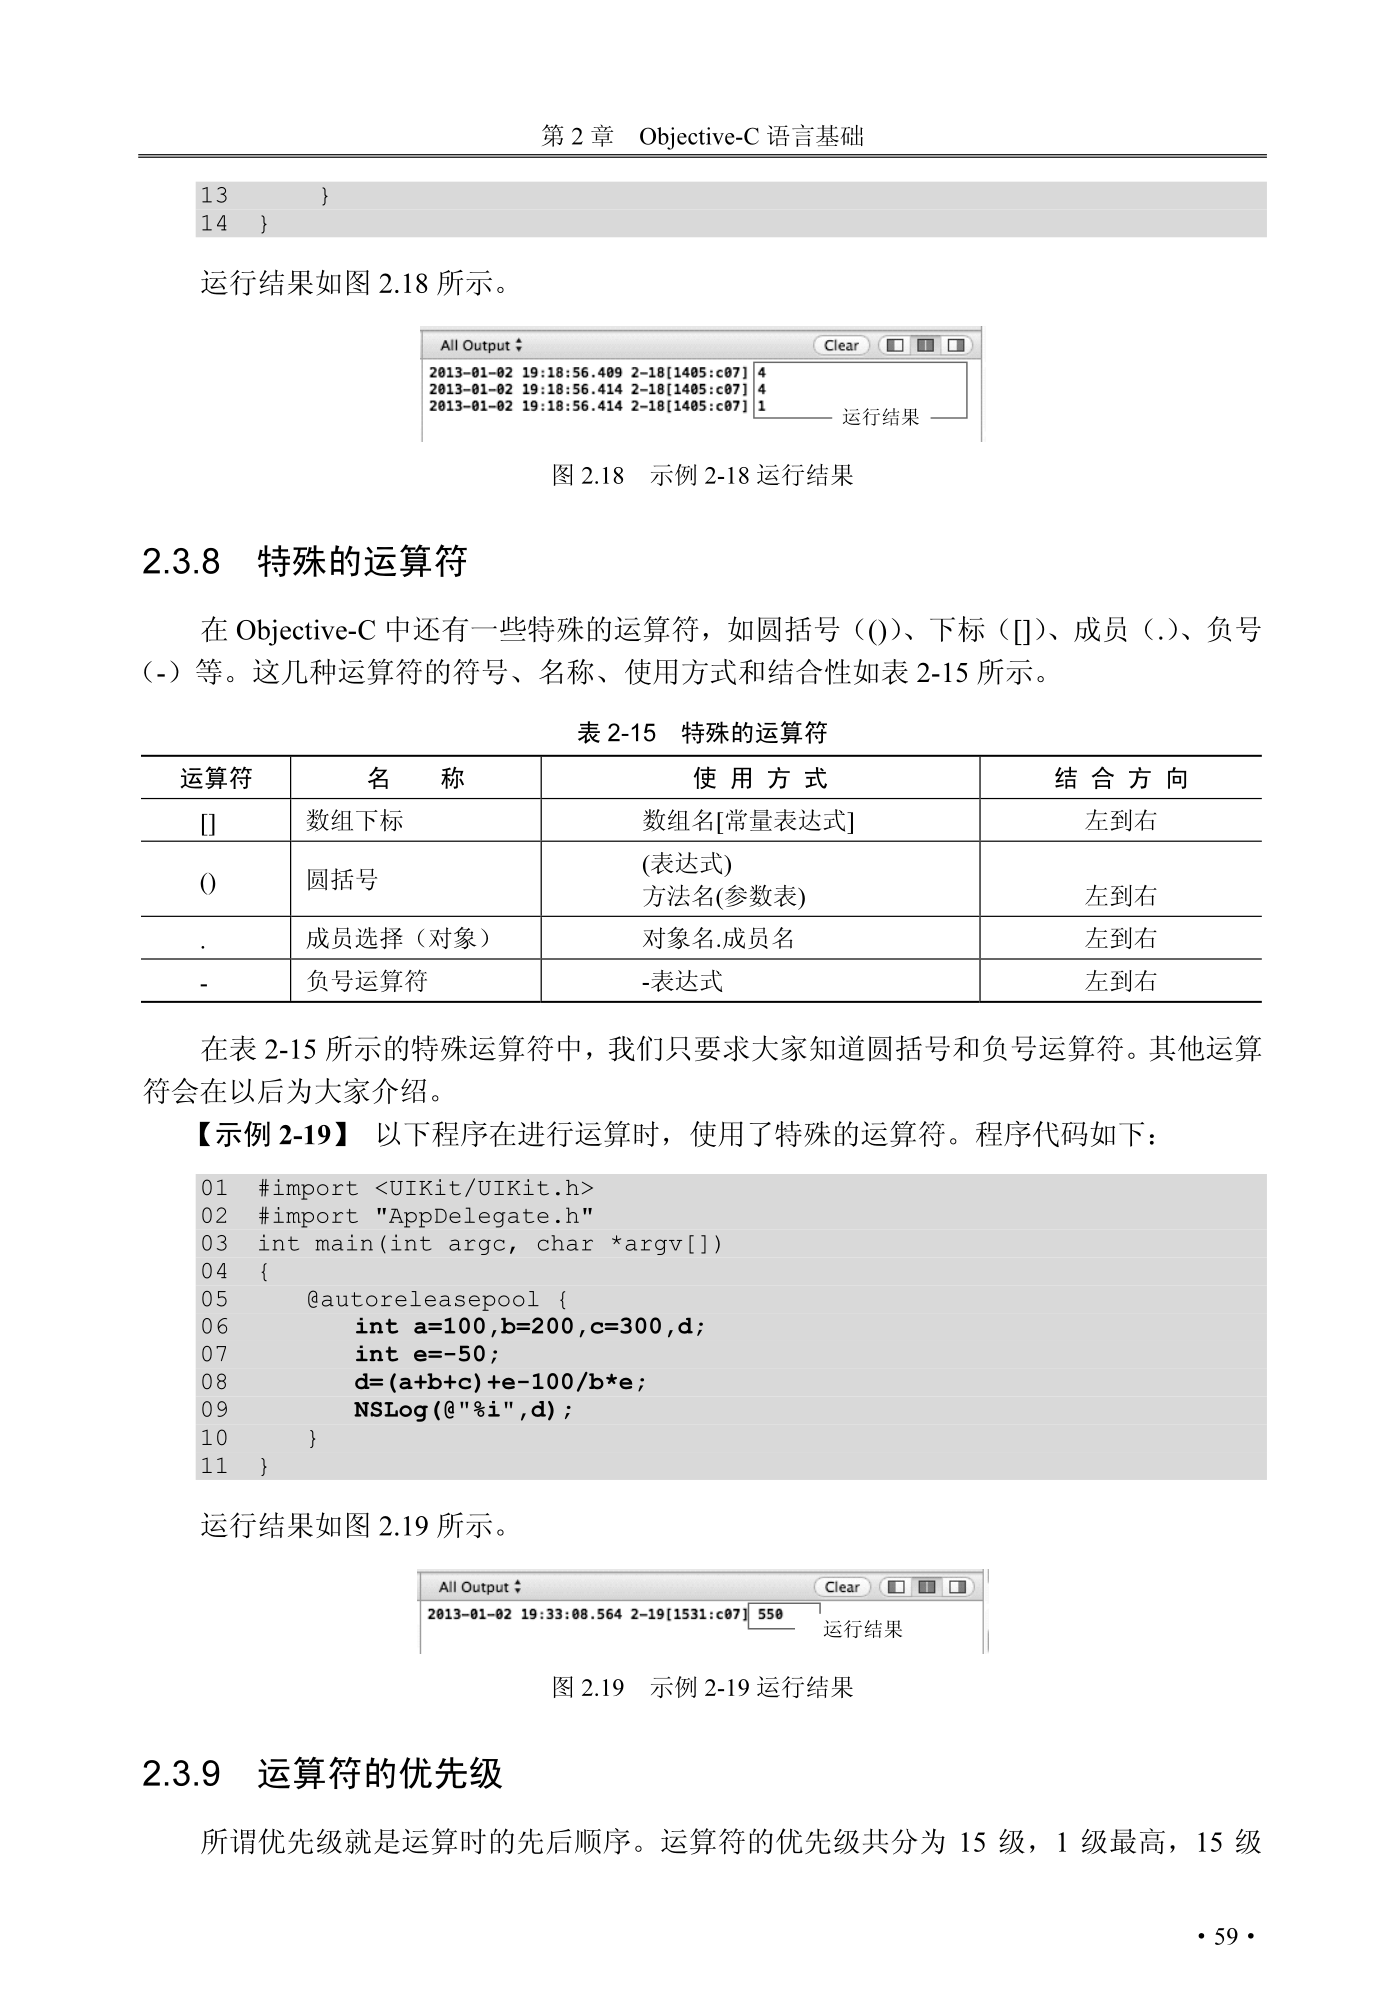 第 2 章　Objective-C 语言基础
13      }
14  }
运行结果如图 2.18 所示。
All Output
Clear
2013-01-02 19:18:56.409 2-18[1405:c07] 4
2013-01-02 19:18:56.414 2-18[1405:c07] 4
2013-01-02 19:18:56.414 2-18[1405:c07] 1
运行结果
图 2.18　示例 2-18 运行结果
2.3.8　特殊的运算符
在 Objective-C 中还有一些特殊的运算符，如圆括号（()）、下标（[]）、成员（.）、负号
（-）等。这几种运算符的符号、名称、使用方式和结合性如表 2-15 所示。
表 2-15　特殊的运算符
运算符　名　称　使 用 方 式　结 合 方 向
[]　数组下标　数组名[常量表达式]　左到右
()　圆括号　(表达式)
方法名(参数表)　左到右
.　成员选择（对象）　对象名.成员名　左到右
-　负号运算符　-表达式　左到右
在表 2-15 所示的特殊运算符中，我们只要求大家知道圆括号和负号运算符。其他运算
符会在以后为大家介绍。
【示例 2-19】 以下程序在进行运算时，使用了特殊的运算符。程序代码如下：
01  #import <UIKit/UIKit.h>
02  #import "AppDelegate.h"
03  int main(int argc, char *argv[])
04  {
05     @autoreleasepool {
06        int a=100,b=200,c=300,d;
07        int e=-50;
08        d=(a+b+c)+e-100/b*e;
09        NSLog(@"%i",d);
10     }
11  }
运行结果如图 2.19 所示。
All Output
Clear
2013-01-02 19:33:08.564 2-19[1531:c07] 550
运行结果
图 2.19　示例 2-19 运行结果
2.3.9　运算符的优先级
所谓优先级就是运算时的先后顺序。运算符的优先级共分为 15 级，1 级最高，15 级
·59·